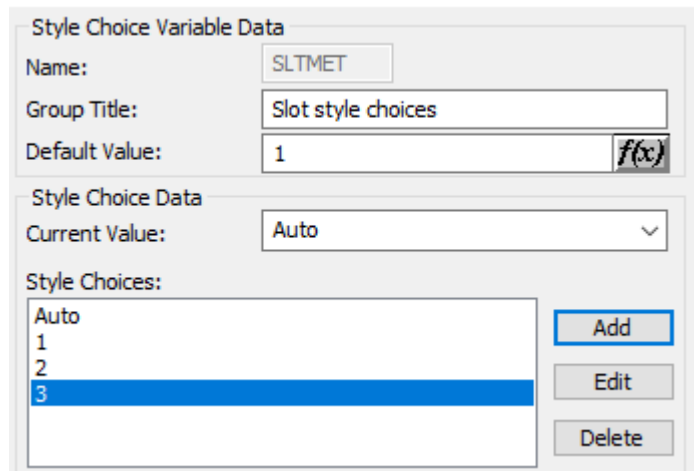 Style Choice Variable Data
Name: SLTMET
Group Title: Slot style choices
Default Value: 1 f(x)
Style Choice Data
Current Value: Auto
Style Choices:
Auto
1
2
3
Add
Edit
Delete